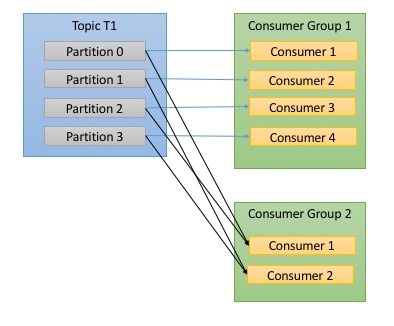 Topic T1
Partition 0
Partition 1
Partition 2
Partition 3
Consumer Group 1
Consumer 1
Consumer 2
Consumer 3
Consumer 4
Consumer Group 2
Consumer 1
Consumer 2